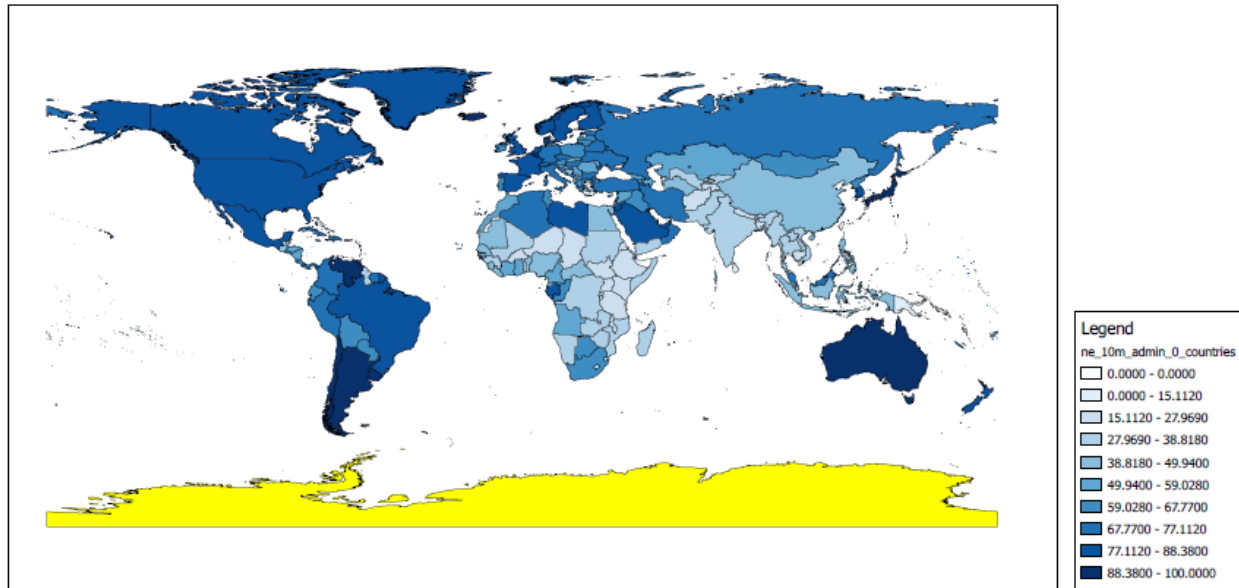 Legend
ne_10m_admin_0_countries
0.0000 - 0.0000
0.0000 - 15.1120
15.1120 - 27.9690
27.9690 - 38.8180
38.8180 - 49.9400
49.9400 - 59.0280
59.0280 - 67.7700
67.7700 - 77.1120
77.1120 - 88.3800
88.3800 - 100.0000